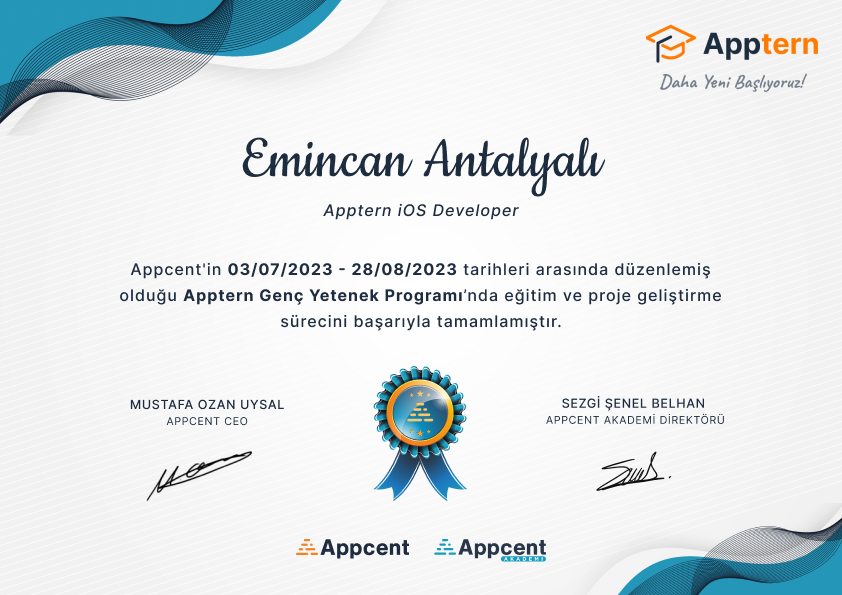 Apptern
Daha Yeni Başlıyoruz!
Emincan Antalyalı
Apptern iOS Developer
Appcent'in 03/07/2023 - 28/08/2023 tarihleri arasında düzenlemiş
olduğu Apptern Genç Yetenek Programı’nda eğitim ve proje geliştirme
sürecini başarıyla tamamlamıştır.
MUSTAFA OZAN UYSAL
APPCENT CEO
SEZGİ ŞENEL BELHAN
APPCENT AKADEMİ DİREKTÖRÜ
Appcent
Appcent
AKADEMİ